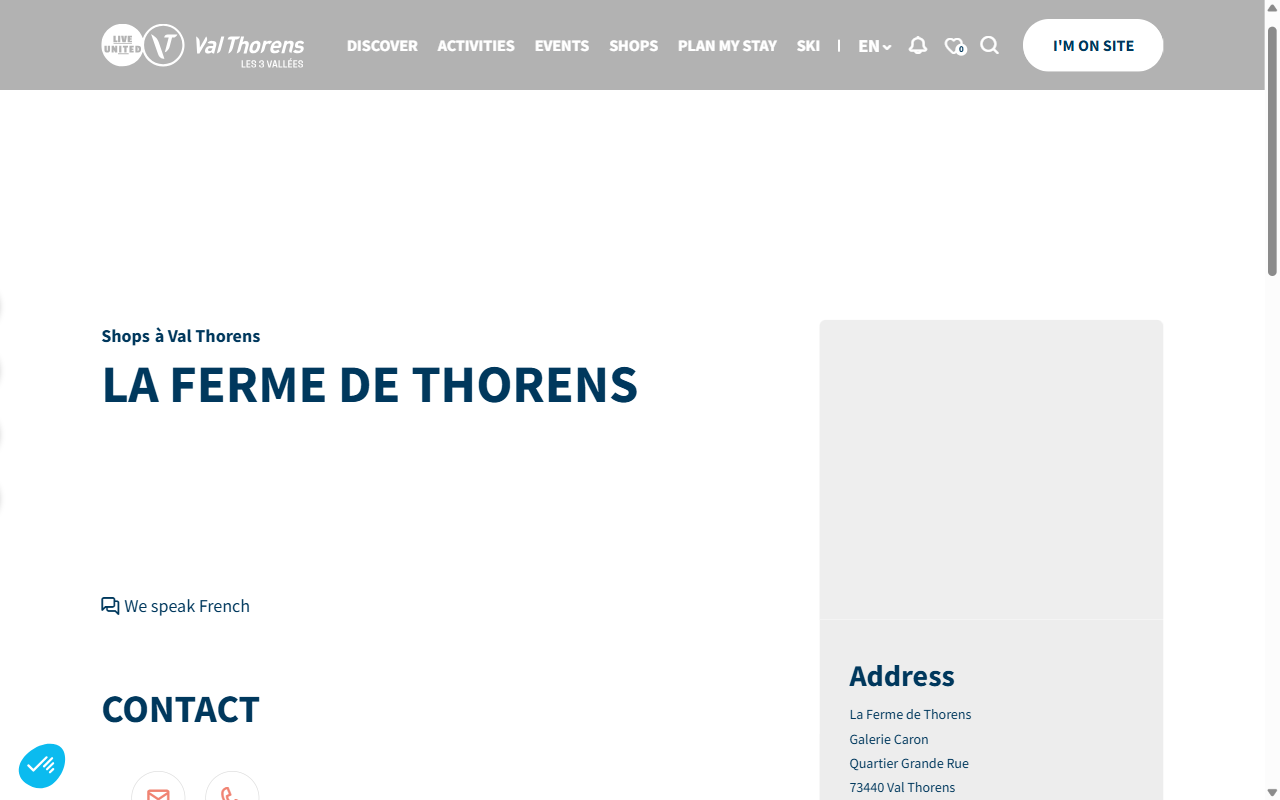 LIVE
UNITED
Val Thorens
LES 3 VALLÉES
DISCOVER
ACTIVITIES
EVENTS
SHOPS
PLAN MY STAY
SKI
EN
0
I'M ON SITE
Shops à Val Thorens
LA FERME DE THORENS
We speak French
CONTACT
Address
La Ferme de Thorens
Galerie Caron
Quartier Grande Rue
73440 Val Thorens